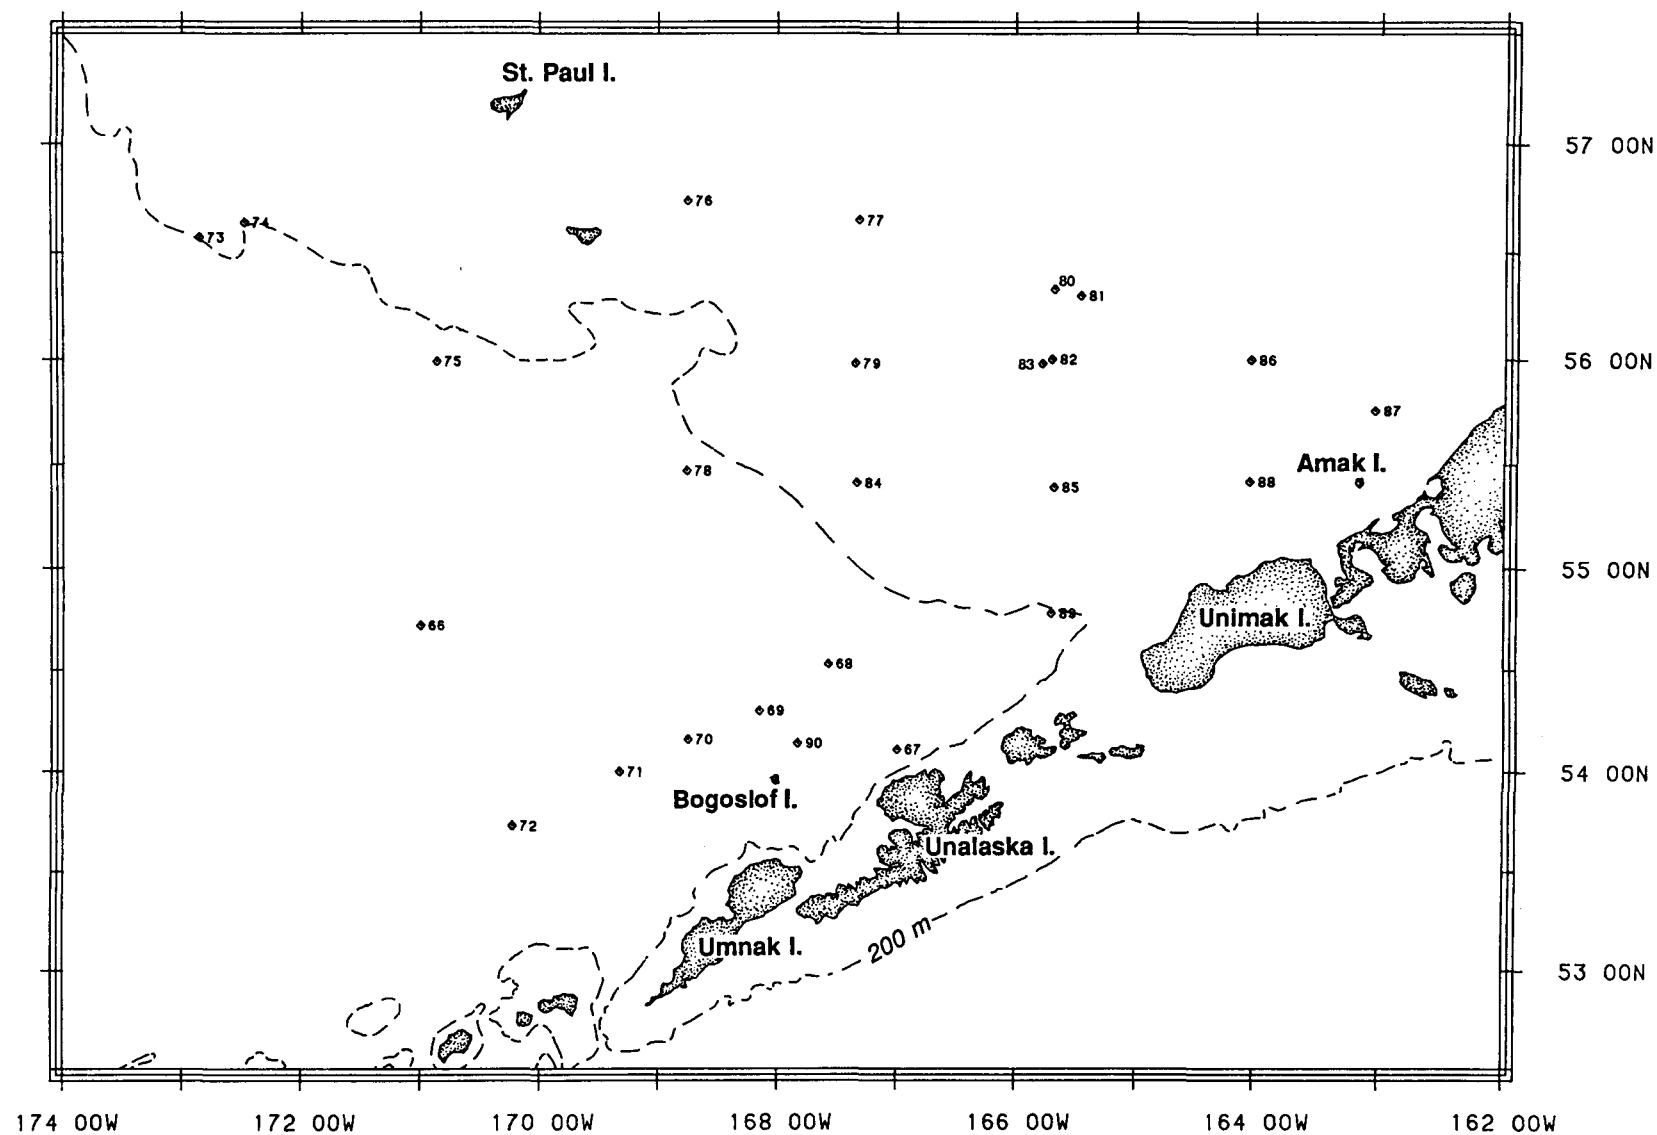 St. Paul I.
57 00N
76
77
74
73
80
81
75
79
83
82
86
56 00N
87
Amak I.
78
84
85
88
55 00N
89
Unimak I.
66
68
69
70
90
67
71
54 00N
Bogoslof I.
72
Unalaska I.
200 m
Umnak I.
53 00N
174 00W
172 00W
170 00W
168 00W
166 00W
164 00W
162 00W